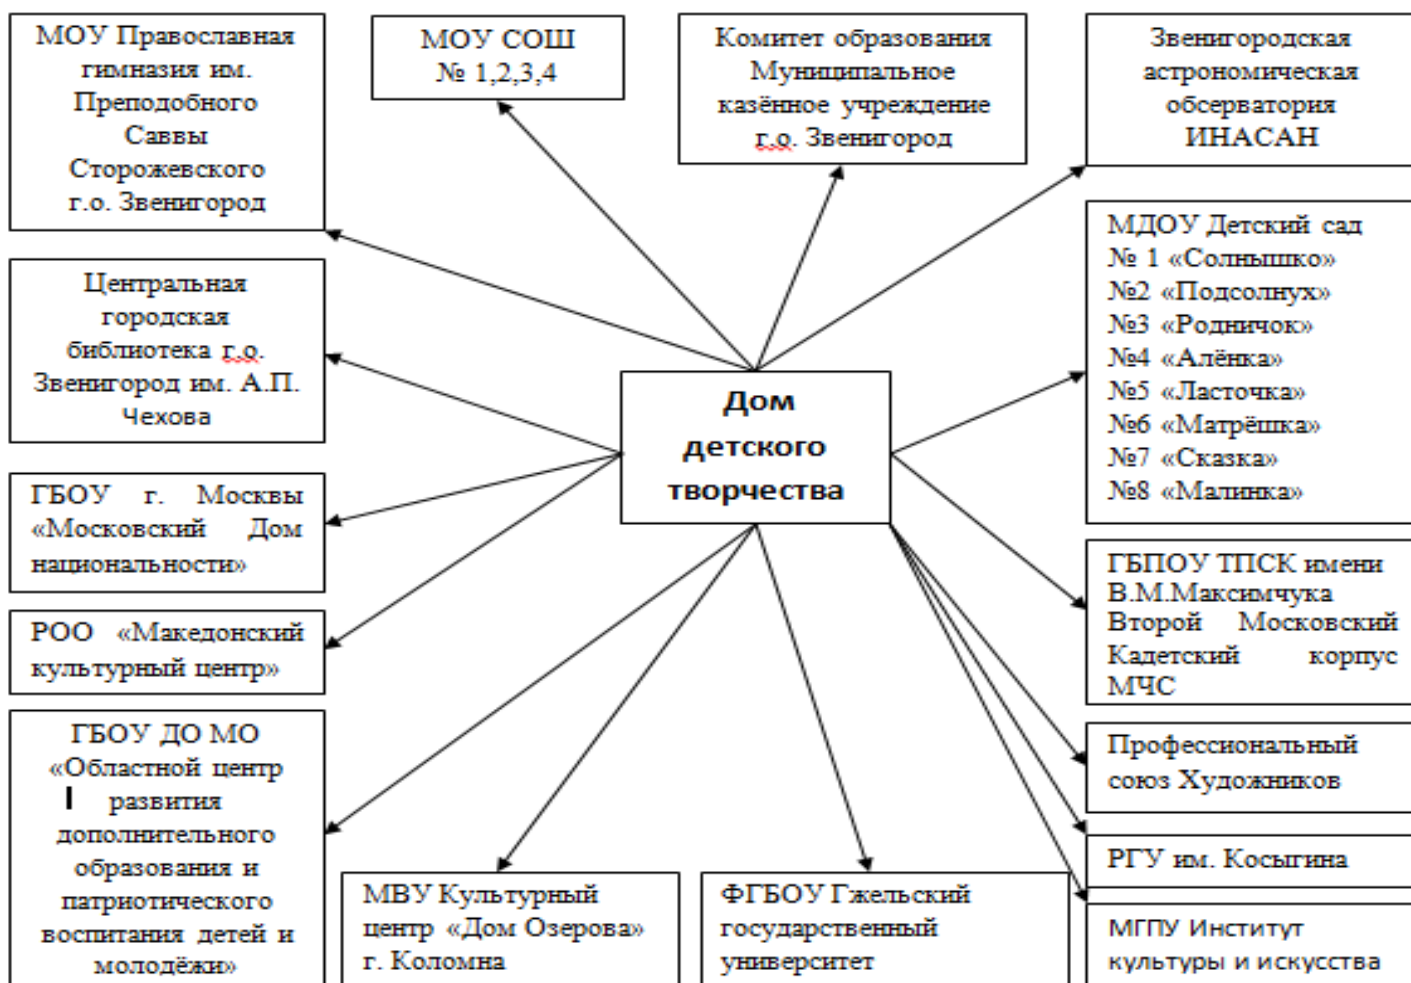 МОУ Православная
гимназия им.
Преподобного
Саввы
Сторожевского
г.о. Звенигород
МОУ СОШ
№ 1,2,3,4
Комитет образования
Муниципальное
казённое учреждение
г.о. Звенигород
Звенигородская
астрономическая
обсерватория
ИНАСАН
Центральная
городская
библиотека г.о.
Звенигород им. А.П.
Чехова
МДОУ Детский сад
№ 1 «Солнышко»
№2 «Подсолнух»
№3 «Родничок»
№4 «Алёнка»
№5 «Ласточка»
№6 «Матрёшка»
№7 «Сказка»
№8 «Малинка»
Дом
детского
творчества
ГБОУ г. Москвы
«Московский Дом
национальности»
РОО «Македонский
культурный центр»
ГБПОУ ТПСК имени
В.М.Максимчука
Второй Московский
Кадетский корпус
МЧС
ГБОУ ДО МО
«Областной центр
развития
дополнительного
образования и
патриотического
воспитания детей и
молодёжи»
МВУ Культурный
центр «Дом Озерова»
г. Коломна
ФГБОУ Гжельский
государственный
университет
Профессиональный
союз Художников
РГУ им. Косыгина
МГПУ Институт
культуры и искусства